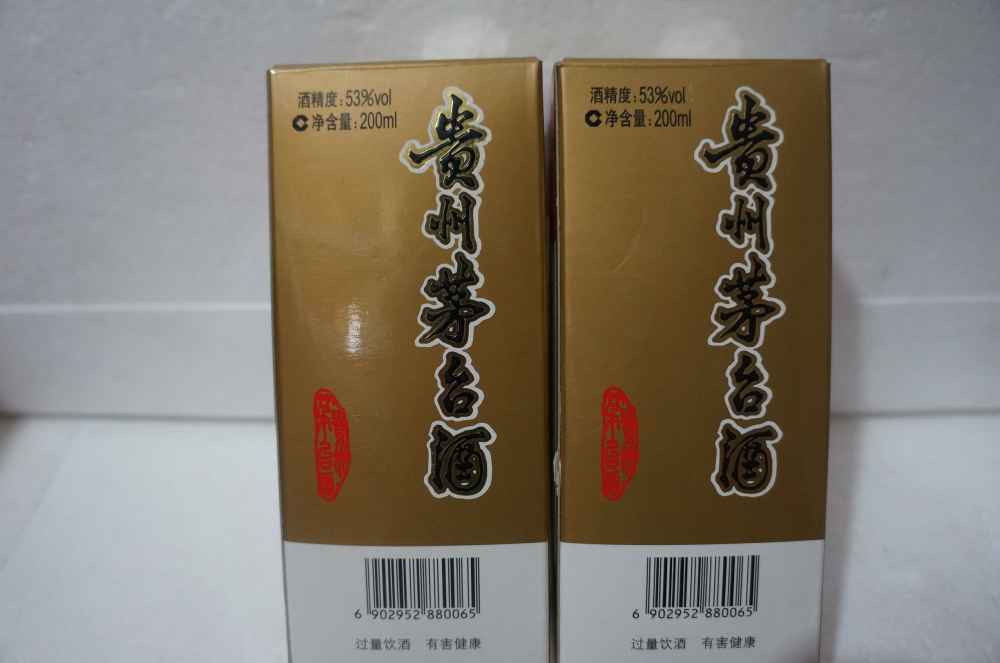 酒精度:53%vol
C净含量:200ml
贵州茅台酒
6 902952 880065
过量饮酒 有害健康
酒精度:53%vol
C净含量:200ml
贵州茅台酒
6 902952 880065
过量饮酒 有害健康